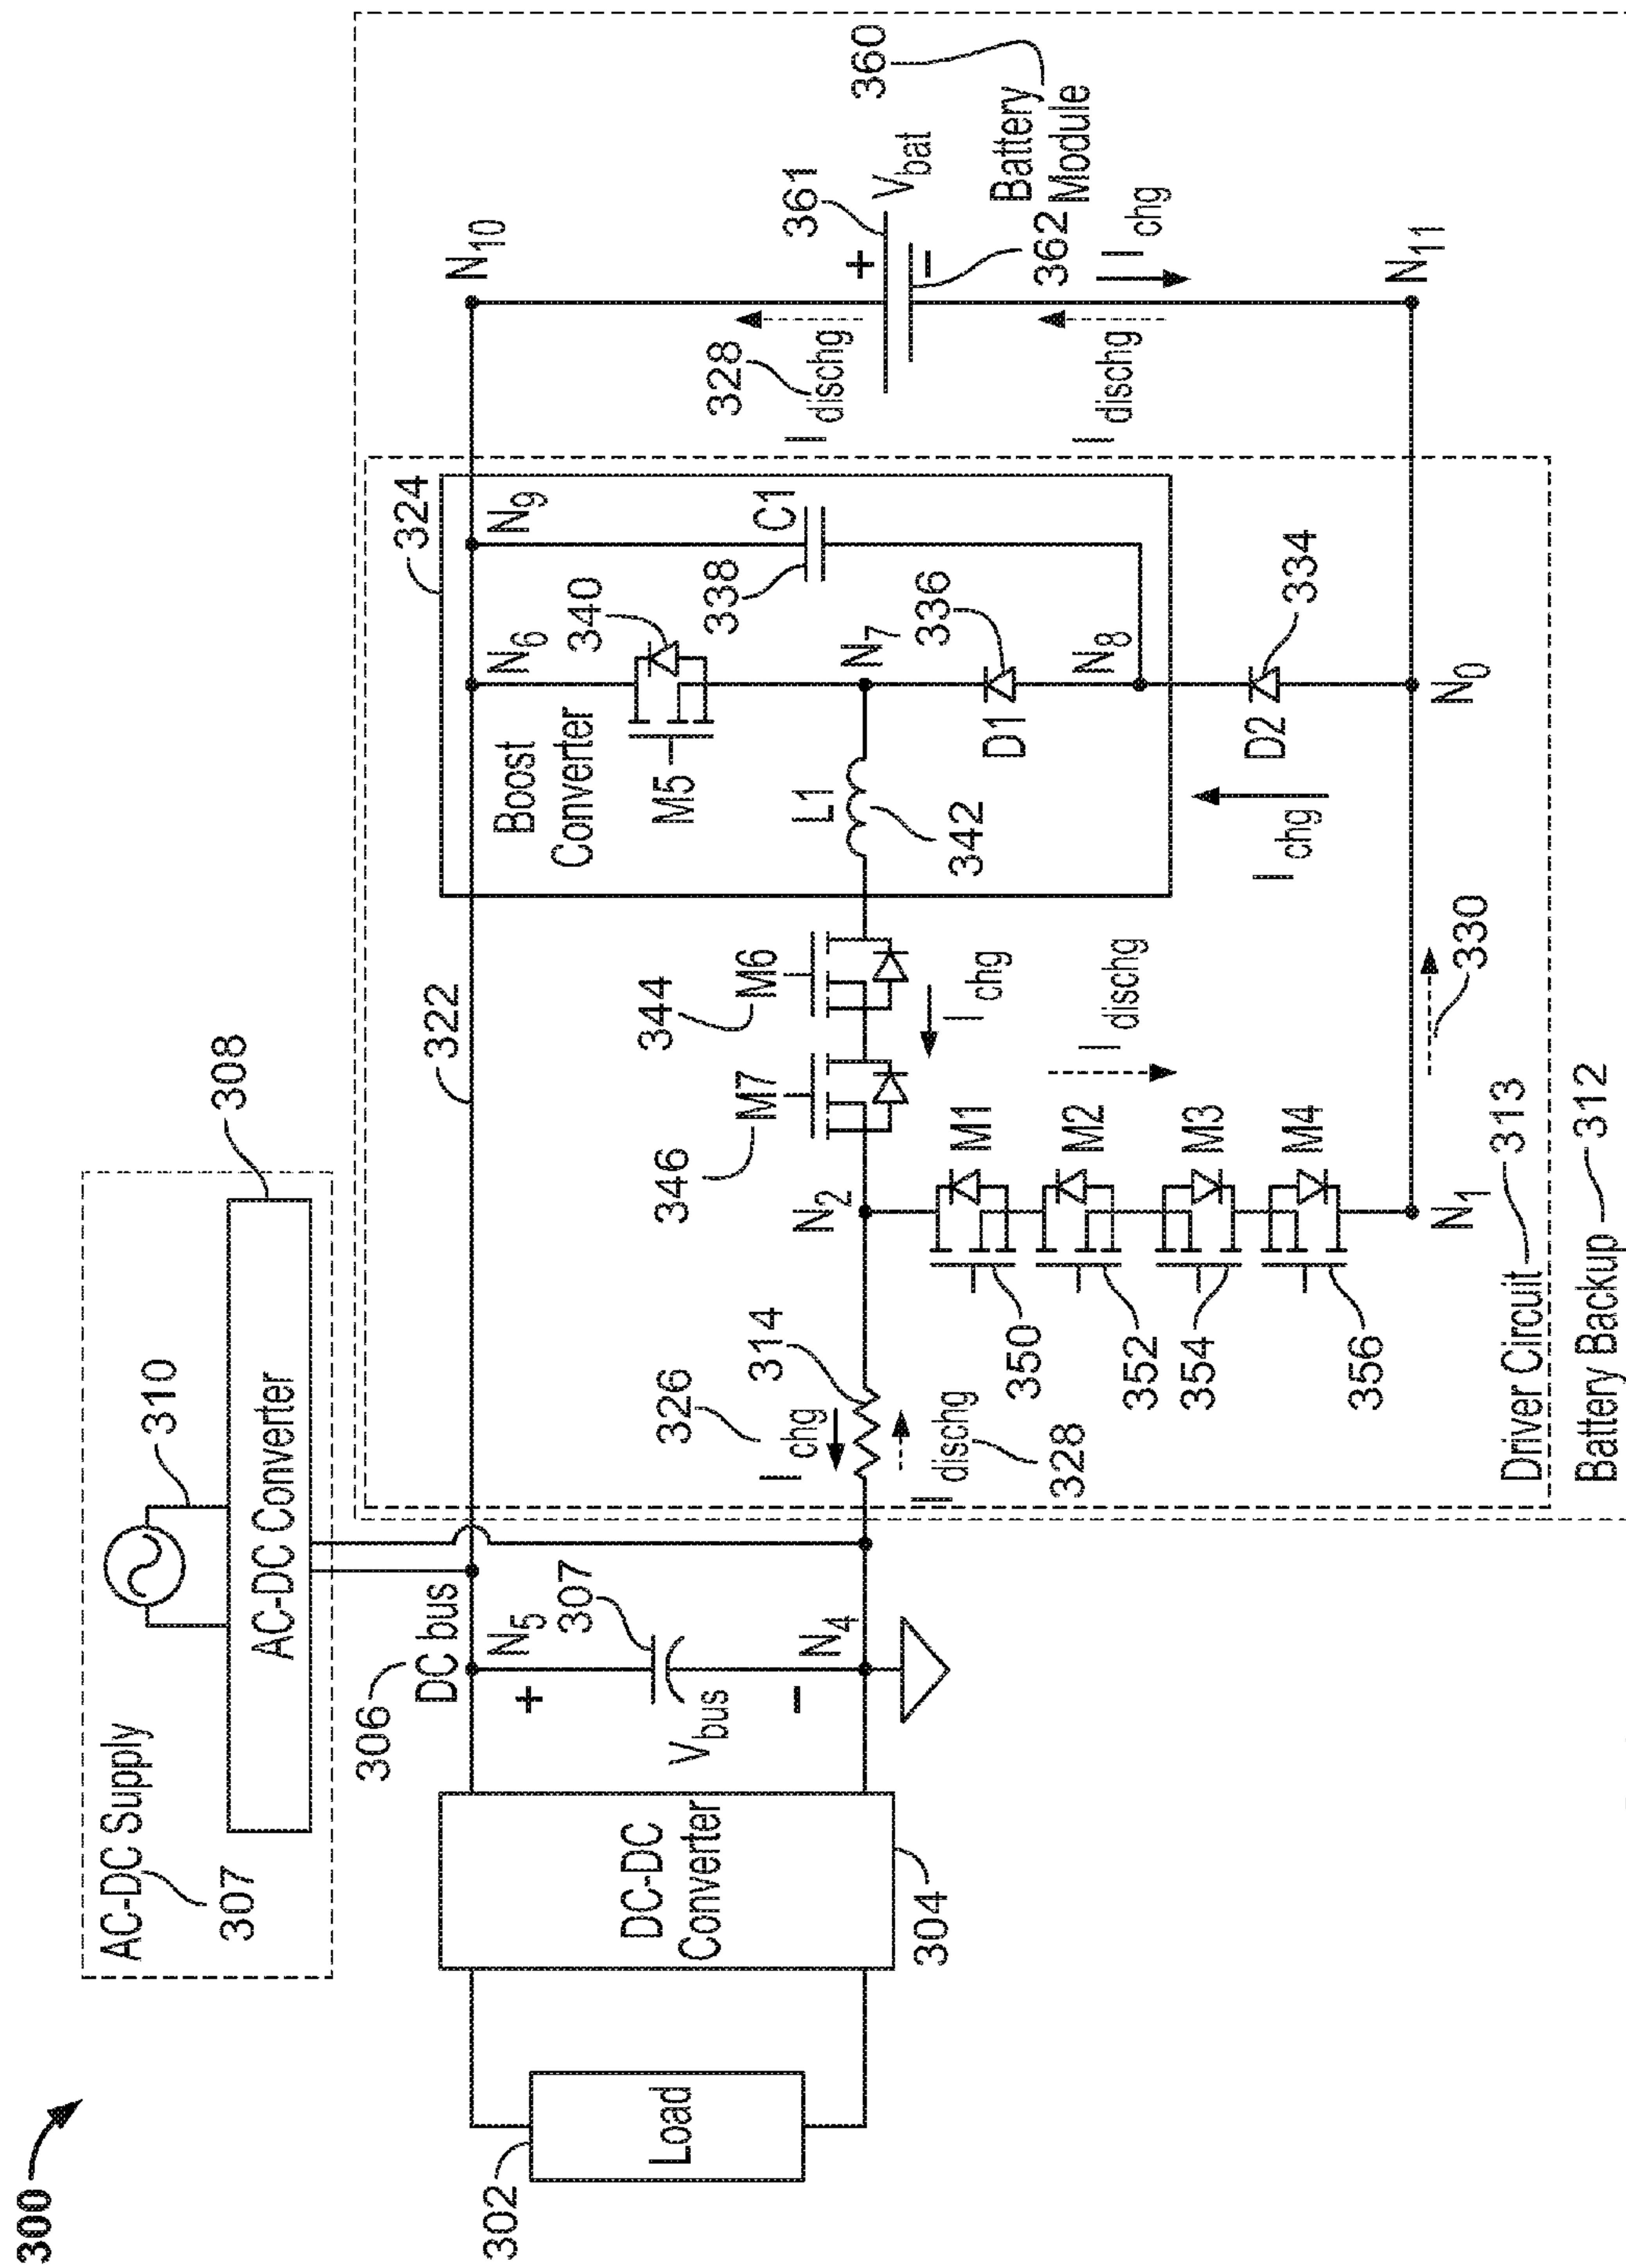 300
AC-DC Supply
307
310
AC-DC Converter
308
306
DC bus
N5
+
307
Vbus
−
N4
302
Load
DC-DC
Converter
304
322
324
Boost
Converter
N6
340
M5
N9
C1
338
N7
336
D1
N8
L1
342
D2
334
N0
Ichg
344
M6
346
M7
Ichg
N2
326
Ichg
314
Idischg
328
Idischg
M1
M2
M3
M4
350
352
354
356
N1
330
N10
328
Idischg
361
+
Vbat
−
362
360
Battery
Module
Idischg
Ichg
N11
Driver Circuit 313
Battery Backup 312